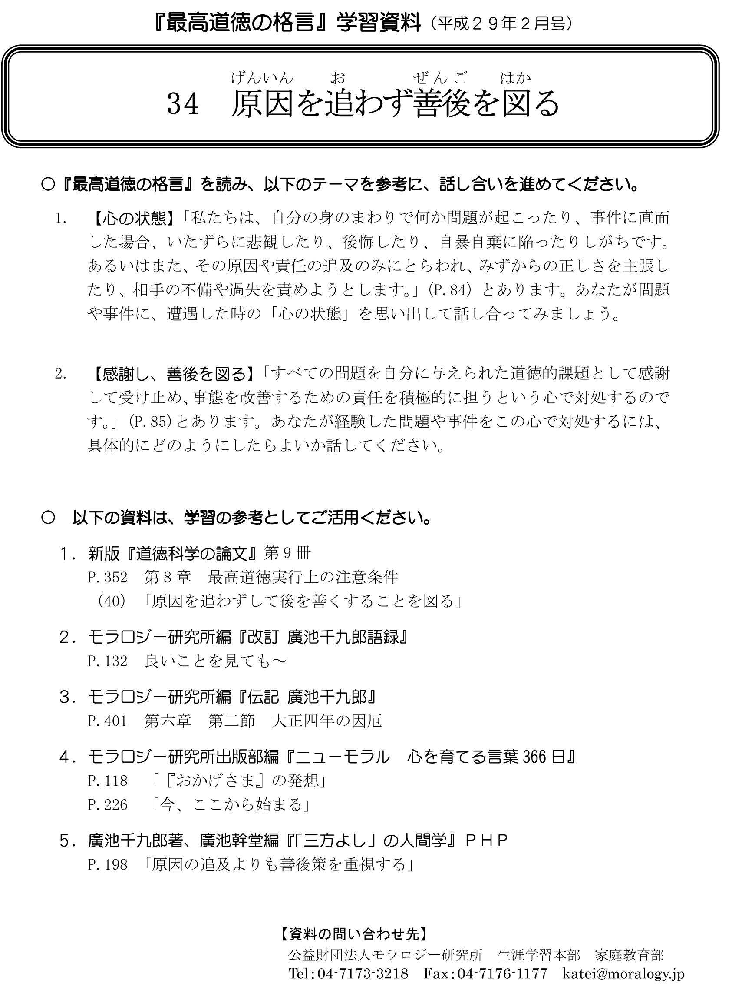 『最高道徳の格言』学習資料（平成２９年２月号）
げんいん お ぜんご はか
34　原因を追わず善後を図る
○『最高道徳の格言』を読み、以下のテーマを参考に、話し合いを進めてください。
1.　【心の状態】「私たちは、自分の身のまわりで何か問題が起こったり、事件に直面
した場合、いたずらに悲観したり、後悔したり、自暴自棄に陥ったりしがちです。
あるいはまた、その原因や責任の追及のみにとらわれ、みずからの正しさを主張し
たり、相手の不備や過失を責めようとします。」（P.84）とあります。あなたが問題
や事件に、遭遇した時の「心の状態」を思い出して話し合ってみましょう。
2.　【感謝し、善後を図る】「すべての問題を自分に与えられた道徳的課題として感謝
して受け止め、事態を改善するための責任を積極的に担うという心で対処するので
す。」（P.85）とあります。あなたが経験した問題や事件をこの心で対処するには、
具体的にどのようにしたらよいか話してください。
○　以下の資料は、学習の参考としてご活用ください。
１．新版『道徳科学の論文』第９冊
P.352　第８章　最高道徳実行上の注意条件
（40）「原因を追わずして後を善くすることを図る」
２．モラロジー研究所編『改訂 廣池千九郎語録』
P.132　良いことを見ても～
３．モラロジー研究所編『伝記 廣池千九郎』
P.401　第六章　第二節　大正四年の因厄
４．モラロジー研究所出版部編『ニューモラル　心を育てる言葉 366 日』
P.118　「『おかげさま』の発想」
P.226　「今、ここから始まる」
５．廣池千九郎著、廣池幹堂編『「三方よし」の人間学』ＰＨＰ
P.198　「原因の追及よりも善後策を重視する」
【資料の問い合わせ先】
公益財団法人モラロジー研究所　生涯学習本部　家庭教育部
Tel:04-7173-3218　Fax:04-7176-1177　katei@moralogy.jp